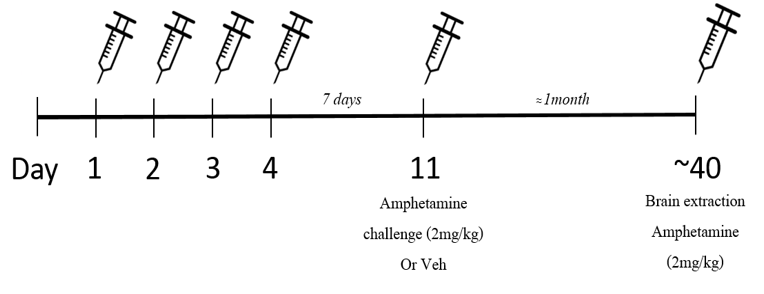 7 days
≈1month
Day 1 2 3 4 11 ~40
Amphetamine
challenge (2mg/kg)
Or Veh
Brain extraction
Amphetamine
(2mg/kg)